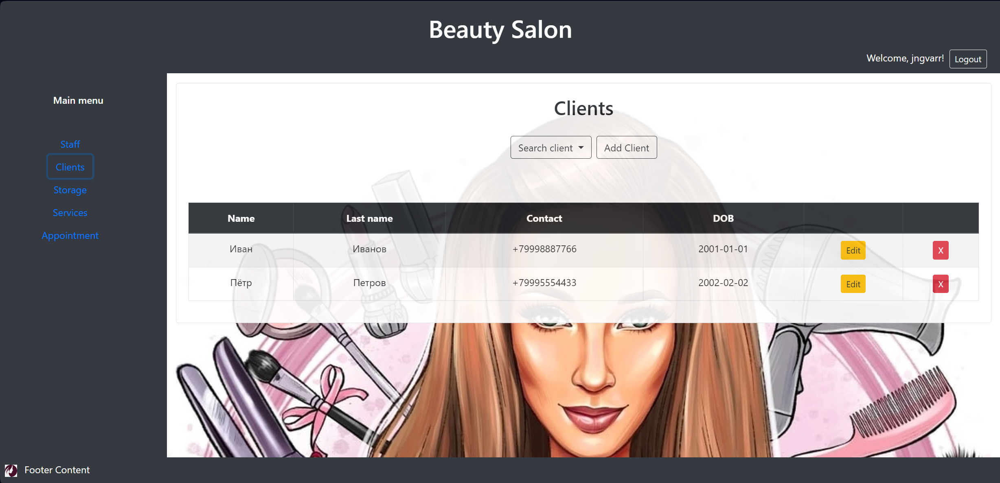 Beauty Salon
Welcome, jngvarr! Logout
Main menu
Staff
Clients
Storage
Services
Appointment
Clients
Search client Add Client
Name Last name Contact DOB
Иван Иванов +79998887766 2001-01-01 Edit X
Пётр Петров +79995554433 2002-02-02 Edit X
Footer Content